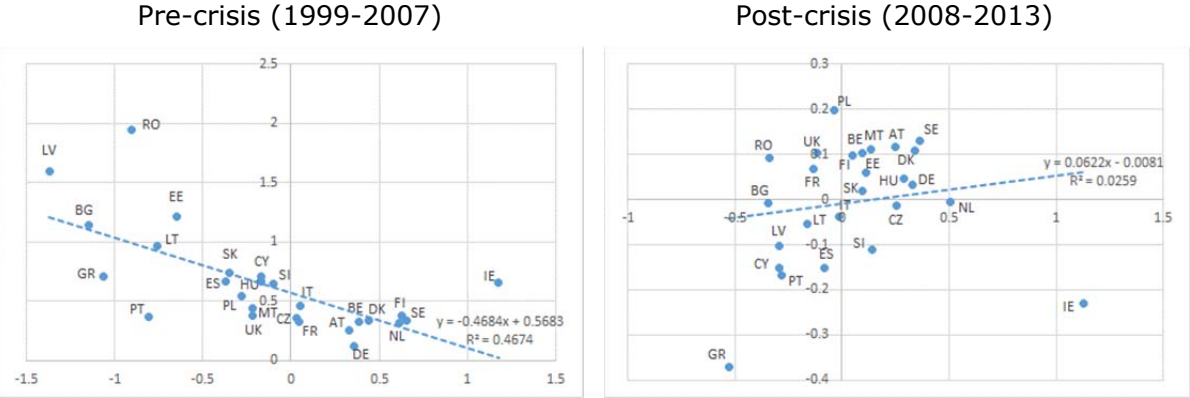 Pre-crisis (1999-2007)
2.5
2
1.5
1
0.5
0
-1.5 -1 -0.5 0 0.5 1 1.5
RO
LV
EE
BG
LT
GR
SK
CY
SI
ES
HU
IE
PL
IT
PT
MT
UK
CZ
FR
AT
BE
DK
FI
SE
NL
DE
y = -0.4684x + 0.5683
R² = 0.4674
Post-crisis (2008-2013)
0.3
0.2
0.1
0
-0.1
-0.2
-0.3
-0.4
-1 -0.5 0 0.5 1 1.5
PL
RO
UK
BE
MT
AT
SE
FI
EE
DK
FR
HU
DE
SK
BG
IT
LT
CZ
NL
LV
SI
ES
CY
PT
IE
GR
y = 0.0622x - 0.0081
R² = 0.0259